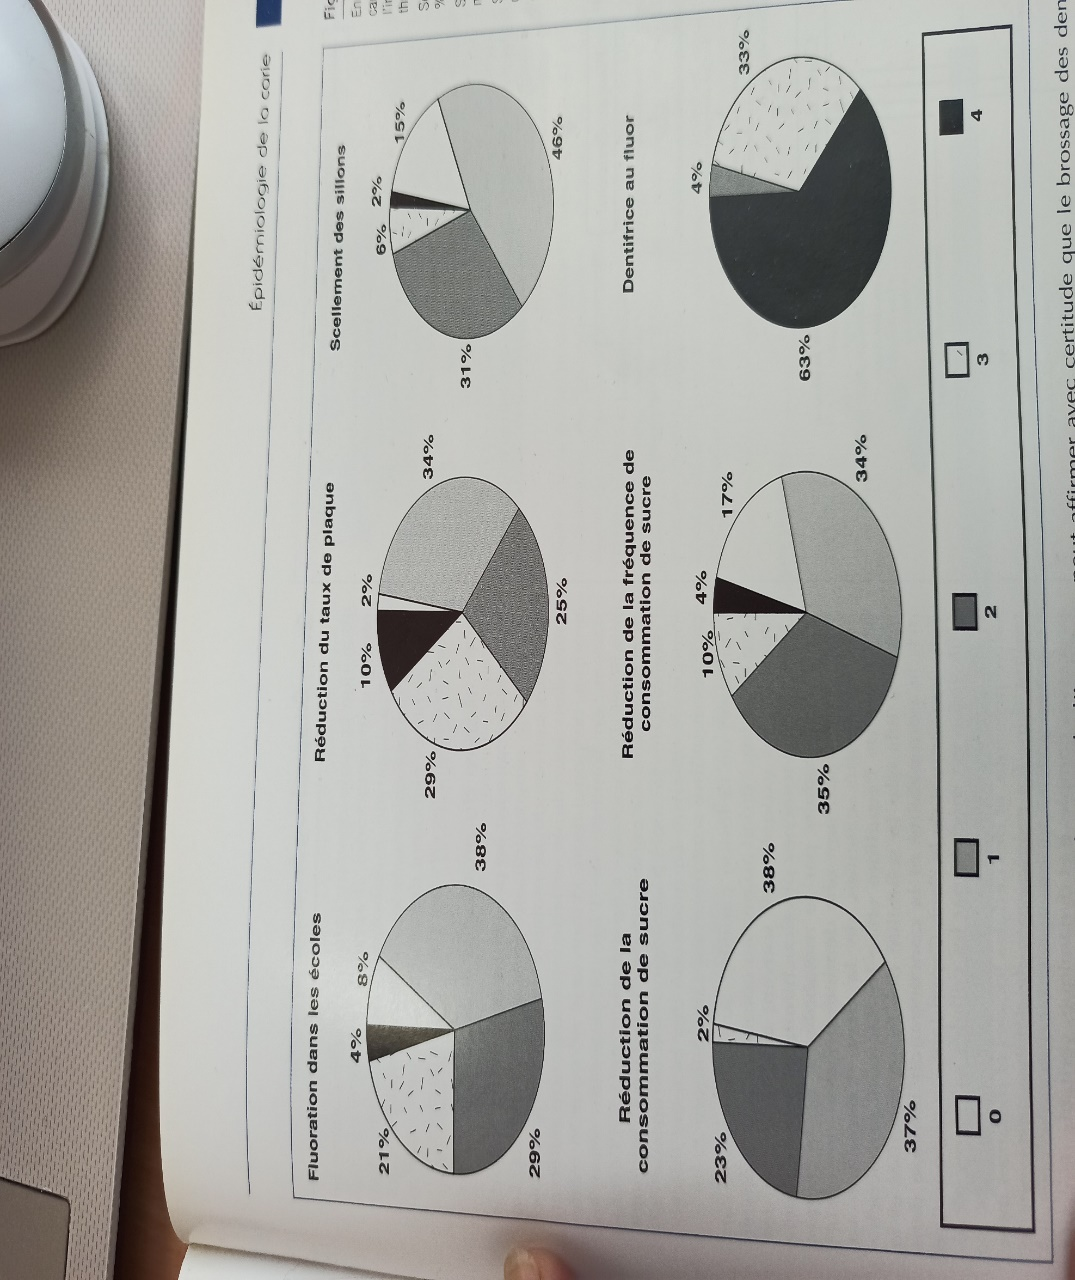 Épidémiologie de la carie
Fluoration dans les écoles
4%
8%
21%
38%
29%
Réduction du taux de plaque
10%
2%
29%
34%
25%
Scellement des sillons
6%
2%
15%
31%
46%
Réduction de la
consommation de sucre
2%
23%
38%
37%
Réduction de la fréquence de
consommation de sucre
10%
4%
17%
35%
34%
Dentifrice au fluor
4%
33%
63%
0 1 2 3 4
affirmer avec certitude que le brossage des den